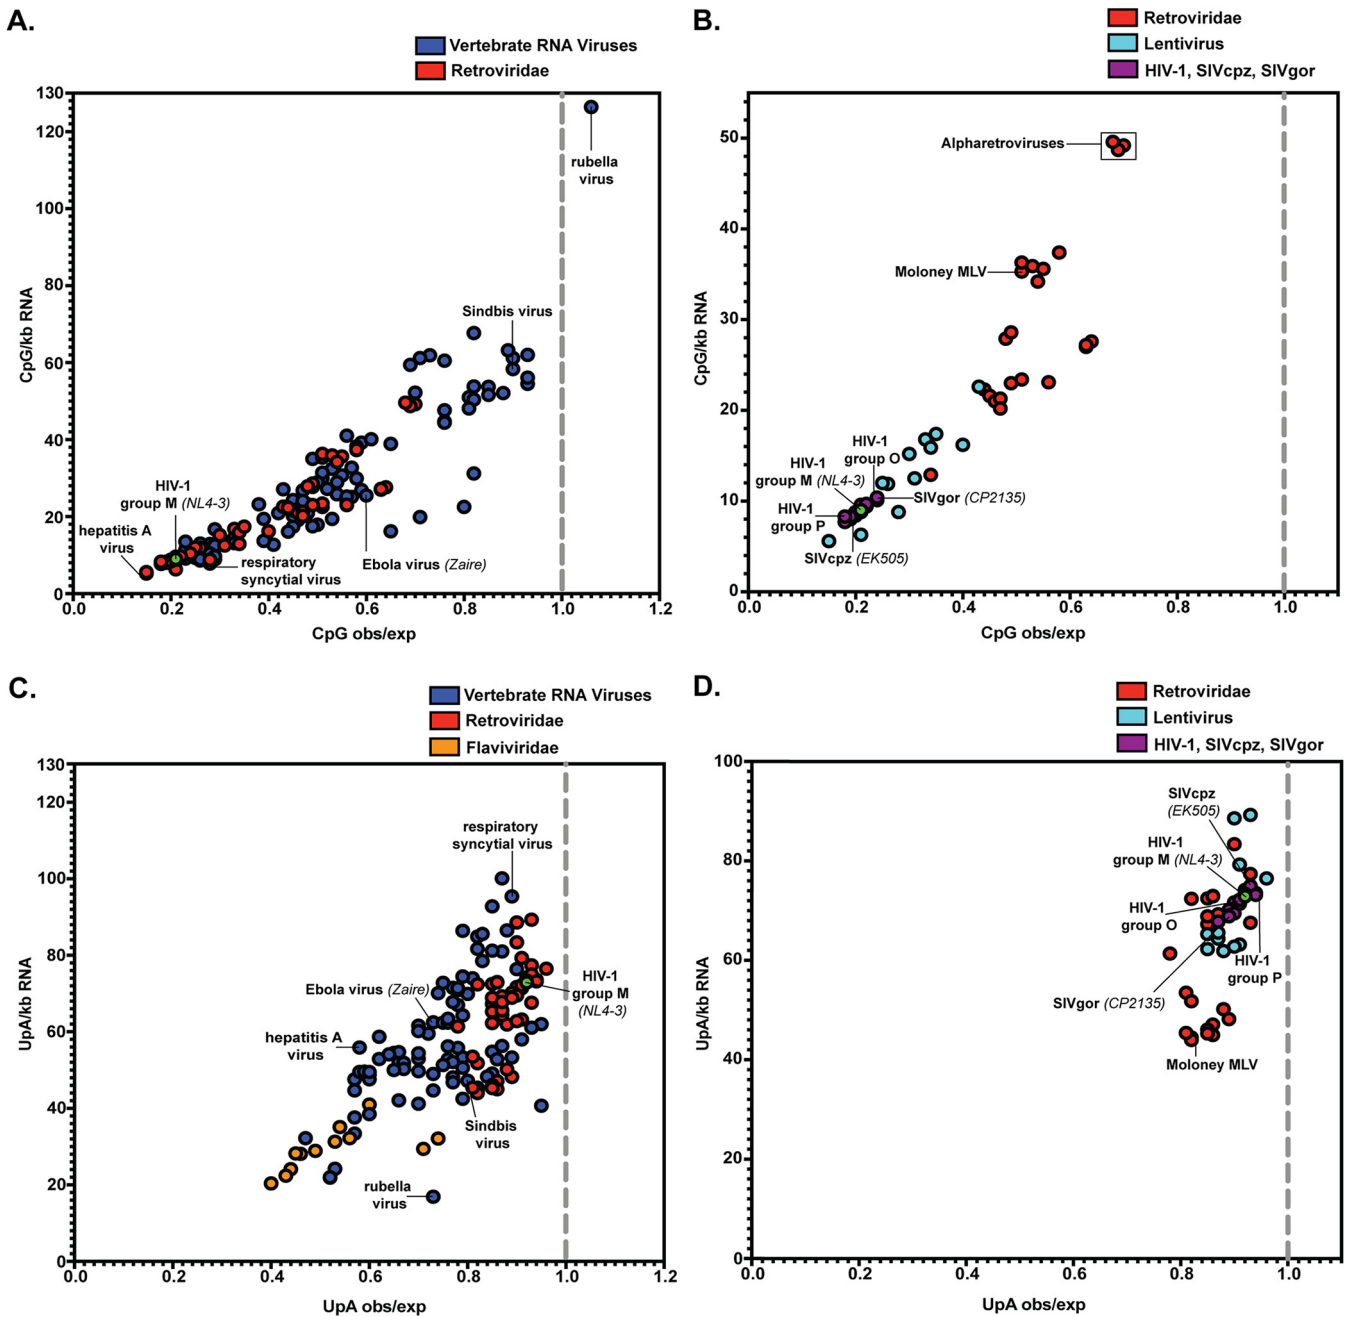 A.
Vertebrate RNA Viruses
Retroviridae
130
120
100
80
60
40
20
0
CpG/kb RNA
rubella
virus
Sindbis virus
HIV-1
group M (NL4-3)
hepatitis A
virus
respiratory
syncytial virus
Ebola virus (Zaire)
0.0 0.2 0.4 0.6 0.8 1.0 1.2
CpG obs/exp
B.
Retroviridae
Lentivirus
HIV-1, SIVcpz, SIVgor
50
40
30
20
10
0
CpG/kb RNA
Alpharetroviruses
Moloney MLV
HIV-1
group O
HIV-1
group M (NL4-3)
SIVgor (CP2135)
HIV-1
group P
SIVcpz (EK505)
0.0 0.2 0.4 0.6 0.8 1.0
CpG obs/exp
C.
Vertebrate RNA Viruses
Retroviridae
Flaviviridae
130
120
100
80
60
40
20
0
UpA/kb RNA
respiratory
syncytial virus
Ebola virus (Zaire)
HIV-1
group M
(NL4-3)
hepatitis A
virus
Sindbis
virus
rubella
virus
0.0 0.2 0.4 0.6 0.8 1.0 1.2
UpA obs/exp
D.
Retroviridae
Lentivirus
HIV-1, SIVcpz, SIVgor
100
80
60
40
20
0
UpA/kb RNA
SIVcpz
(EK505)
HIV-1
group M (NL4-3)
HIV-1
group O
HIV-1
group P
SIVgor (CP2135)
Moloney MLV
0.0 0.2 0.4 0.6 0.8 1.0
UpA obs/exp